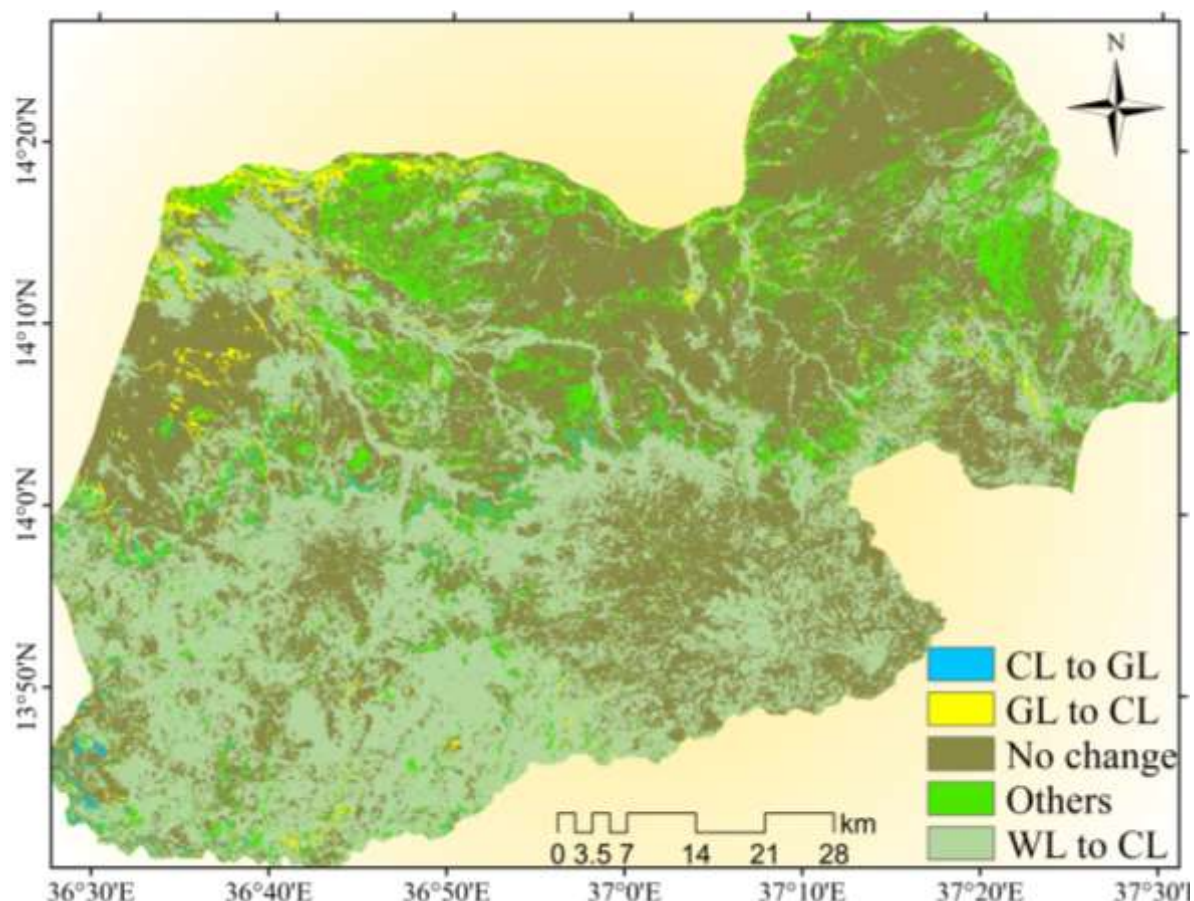 N
14°20'N
14°10'N
14°0'N
13°50'N
CL to GL
GL to CL
No change
Others
WL to CL
km
0 3.5 7 14 21 28
36°30'E 36°40'E 36°50'E 37°0'E 37°10'E 37°20'E 37°30'E